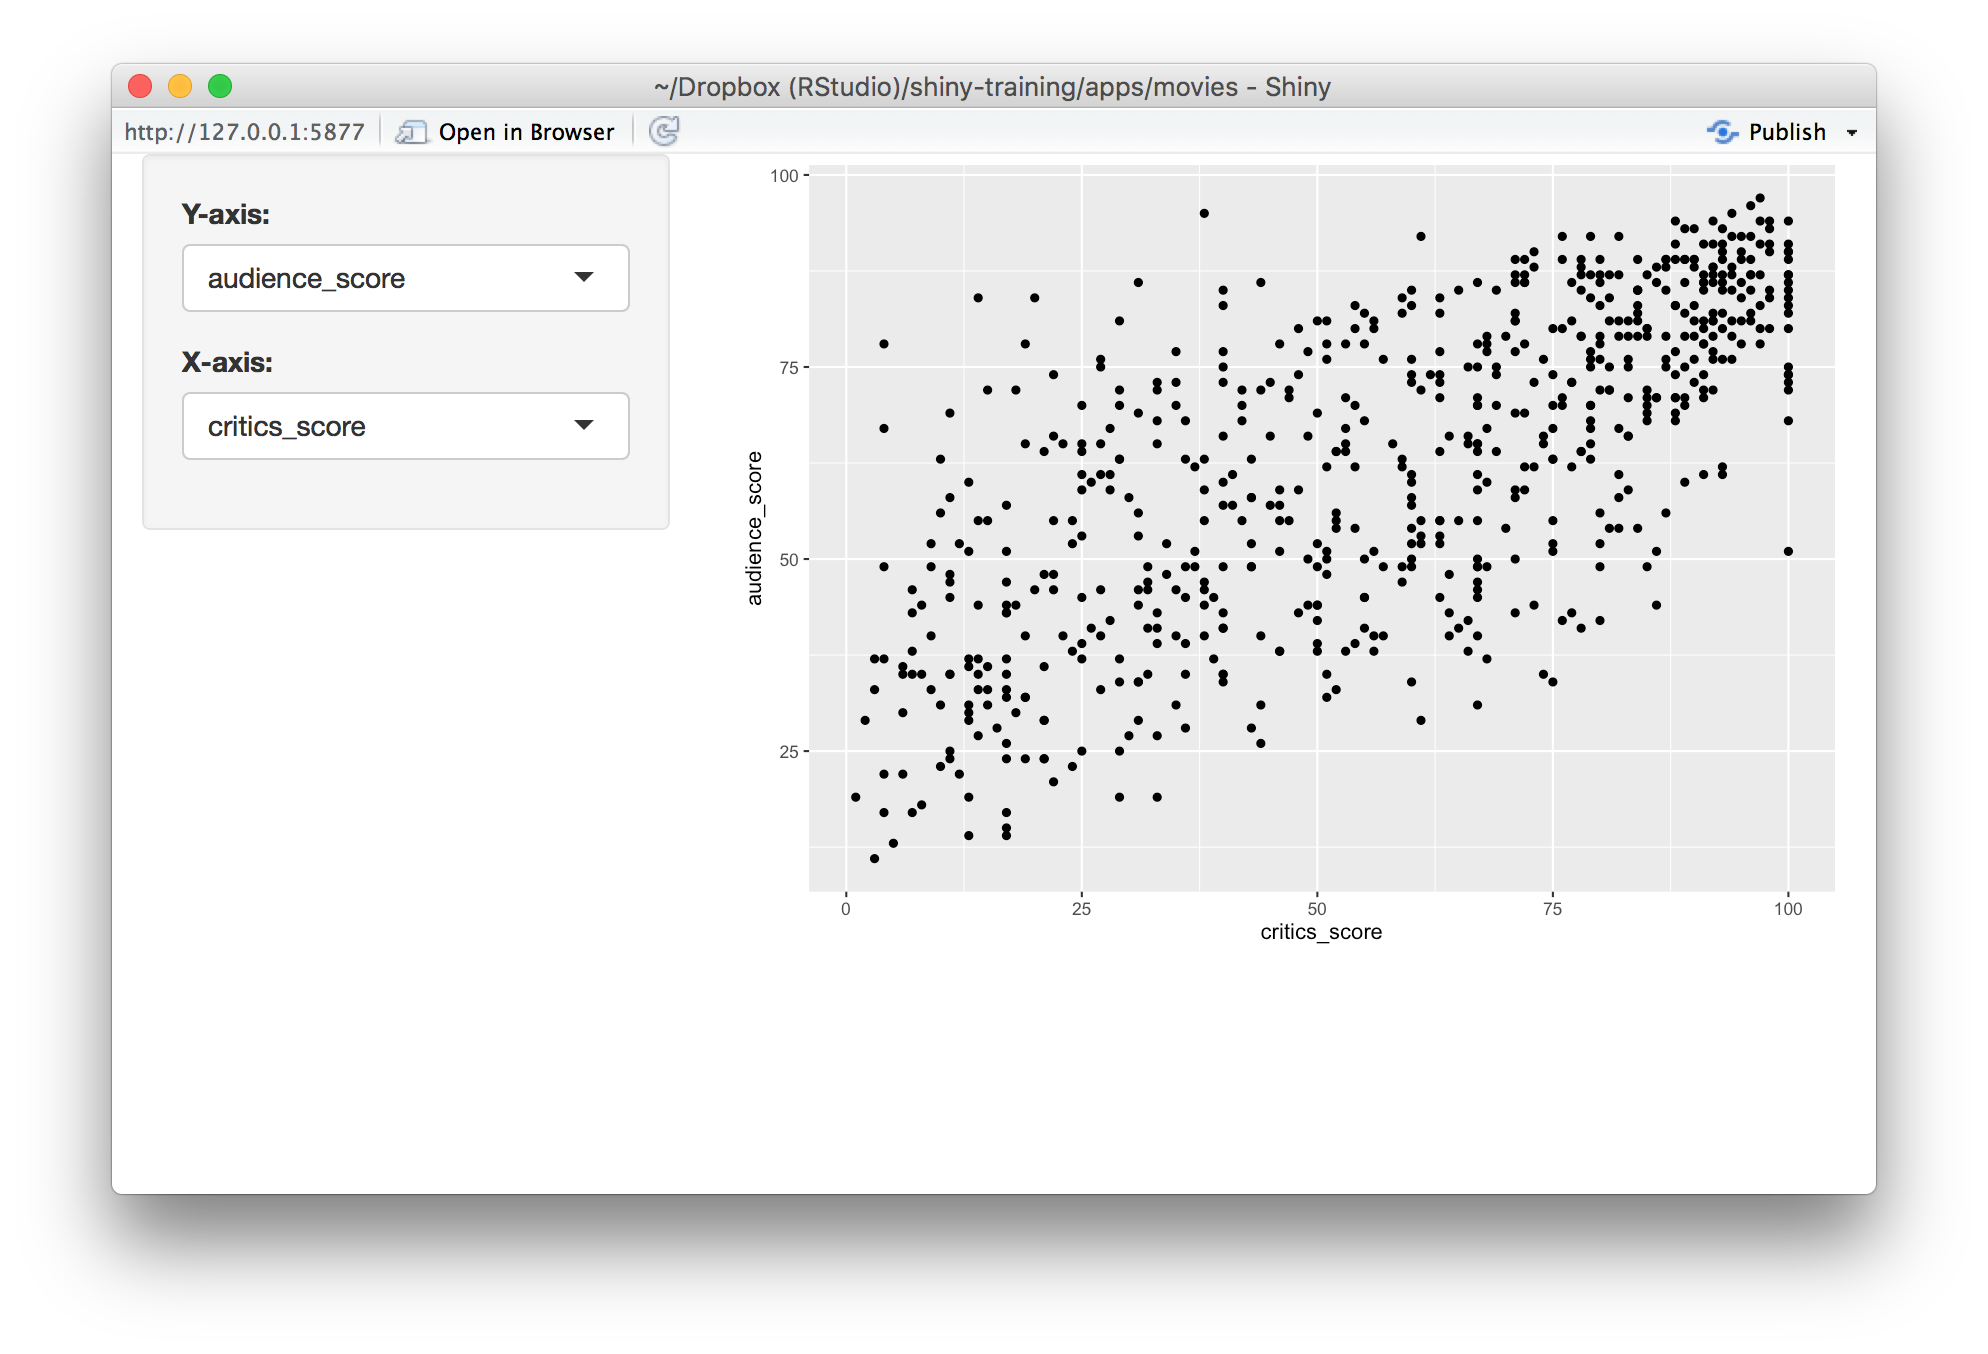 ~/Dropbox (RStudio)/shiny-training/apps/movies - Shiny
http://127.0.0.1:5877 Open in Browser Publish
Y-axis:
audience_score
X-axis:
critics_score
100
75
50
25
audience_score
0 25 50 75 100
critics_score